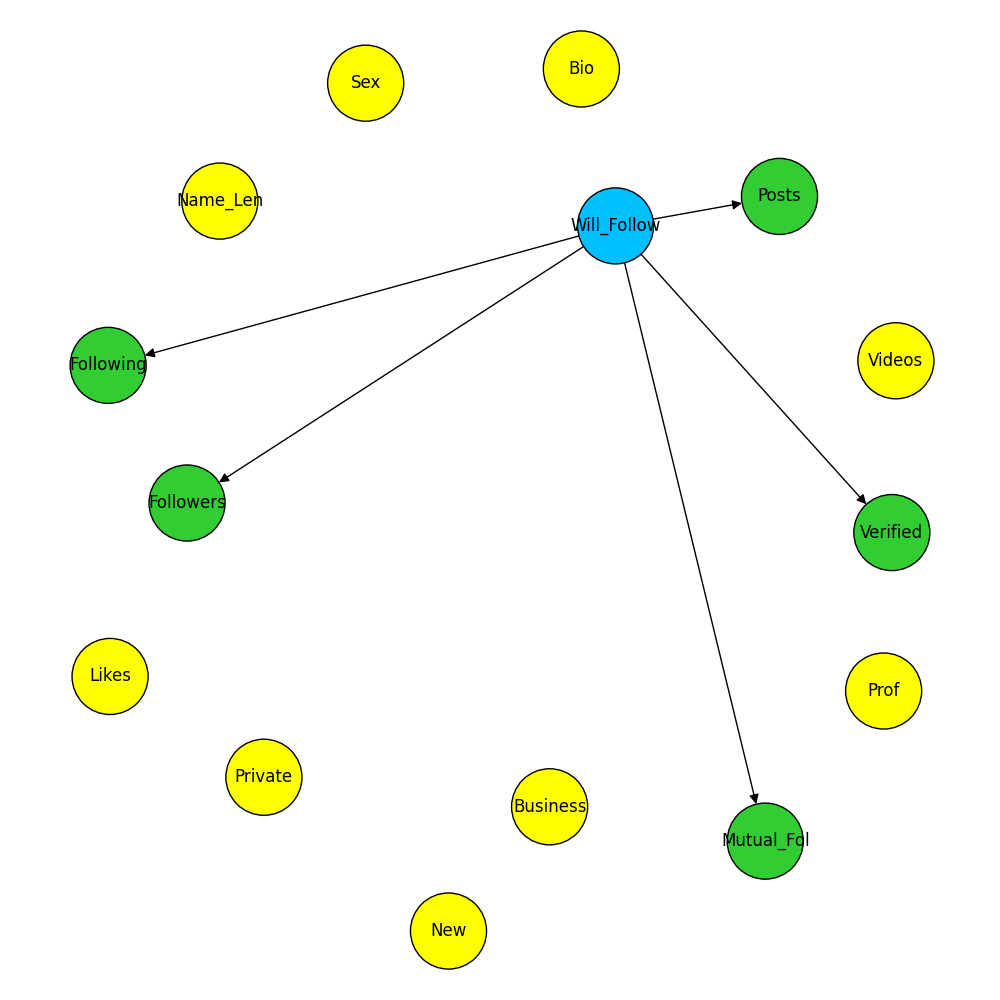 Bio
Sex
Posts
Name_Len
Will_Follow
Videos
Following
Followers
Verified
Likes
Prof
Private
Business
Mutual_Fol
New